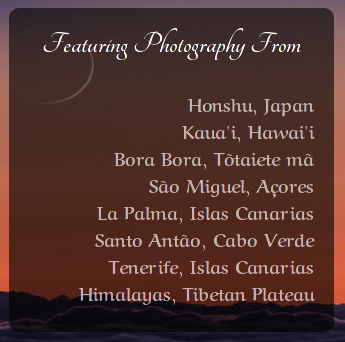 Featuring Photography From
Honshu, Japan
Kaua'i, Hawai'i
Bora Bora, Tōtaiete mā
São Miguel, Açores
La Palma, Islas Canarias
Santo Antão, Cabo Verde
Tenerife, Islas Canarias
Himalayas, Tibetan Plateau